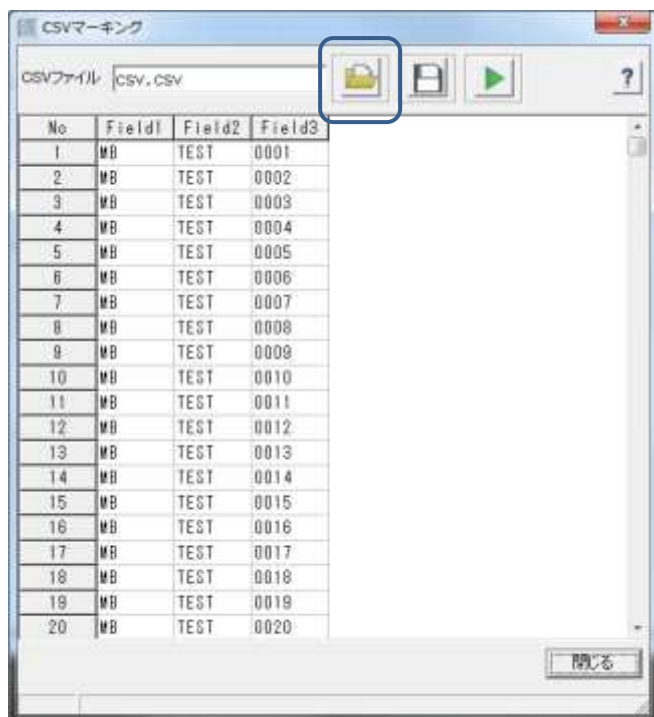 CSVマーキング
CSVファイル csv.csv ?
No Field1 Field2 Field3
1 MB TEST 0001
2 MB TEST 0002
3 MB TEST 0003
4 MB TEST 0004
5 MB TEST 0005
6 MB TEST 0006
7 MB TEST 0007
8 MB TEST 0008
9 MB TEST 0009
10 MB TEST 0010
11 MB TEST 0011
12 MB TEST 0012
13 MB TEST 0013
14 MB TEST 0014
15 MB TEST 0015
16 MB TEST 0016
17 MB TEST 0017
18 MB TEST 0018
19 MB TEST 0019
20 MB TEST 0020
閉じる